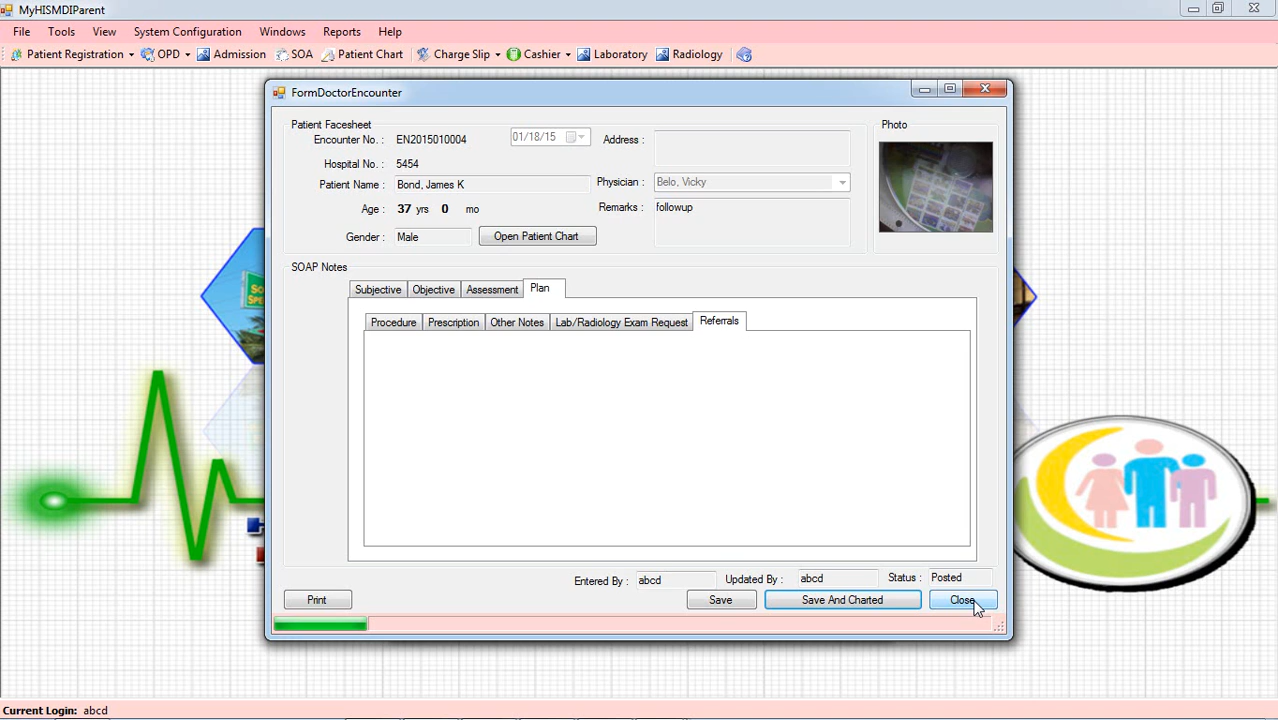 MyHISMDIParent
File Tools View System Configuration Windows Reports Help
Patient Registration OPD Admission SOA Patient Chart Charge Slip Cashier Laboratory Radiology
FormDoctorEncounter
Patient Facesheet
Photo
Encounter No. : EN2015010004 01/18/15 Address :
Hospital No. : 5454
Patient Name : Bond, James K Physician : Belo, Vicky
Age : 37 yrs 0 mo Remarks : followup
Gender : Male Open Patient Chart
SOAP Notes
Subjective Objective Assessment Plan
Procedure Prescription Other Notes Lab/Radiology Exam Request Referrals
Entered By : abcd Updated By : abcd Status : Posted
Print Save Save And Charted Close
Current Login: abcd